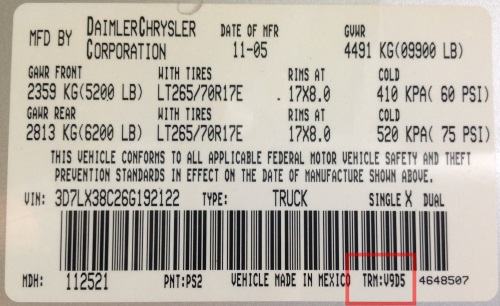 MFD BY DAIMLERCHRYSLER CORPORATION DATE OF MFR 11-05 GVWR 4491 KG(09900 LB)
GAWR FRONT WITH TIRES RIMS AT COLD
2359 KG(5200 LB) LT265/70R17E 17X8.0 410 KPA( 60 PSI)
GAWR REAR WITH TIRES RIMS AT COLD
2813 KG(6200 LB) LT265/70R17E 17X8.0 520 KPA( 75 PSI)
THIS VEHICLE CONFORMS TO ALL APPLICABLE FEDERAL MOTOR VEHICLE SAFETY AND THEFT
PREVENTION STANDARDS IN EFFECT ON THE DATE OF MANUFACTURE SHOWN ABOVE.
VIN: 3D7LX38C26G192122 TYPE: TRUCK SINGLE X DUAL
MDH: 112521 PNT:PS2 VEHICLE MADE IN MEXICO TRM:V9D5 4648507